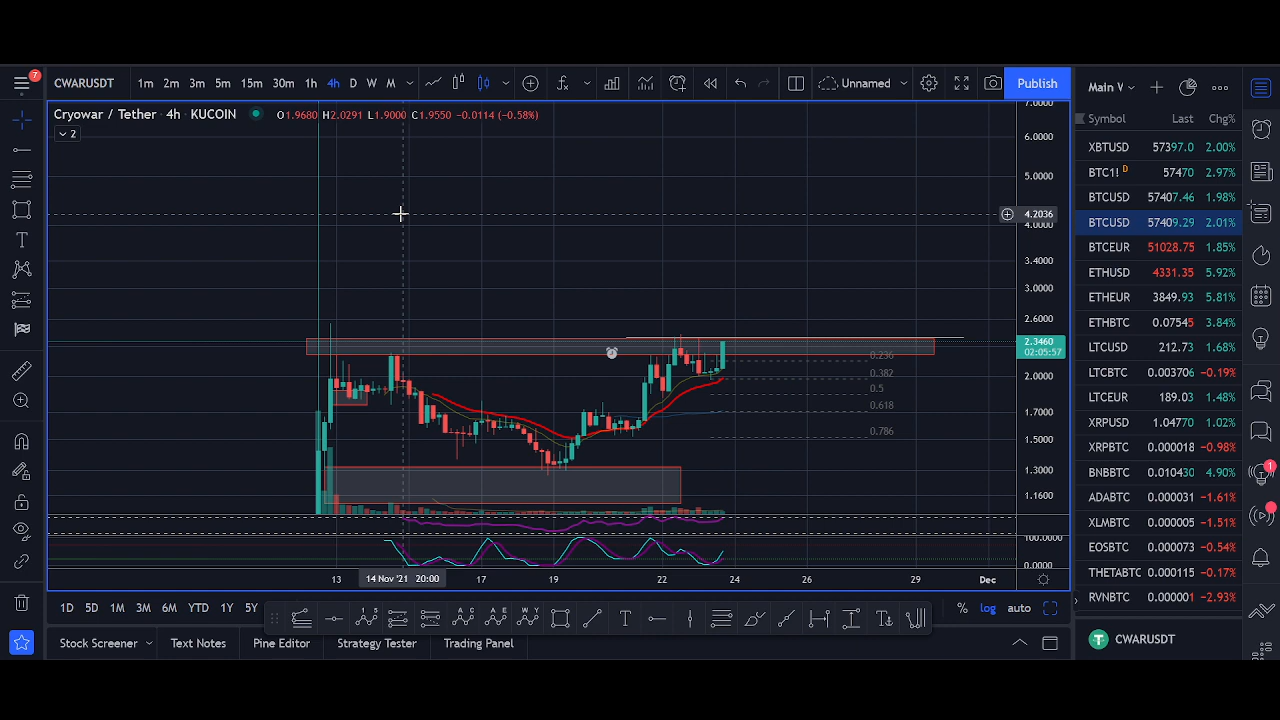 7
CWARUSDT 1m 2m 3m 5m 15m 30m 1h 4h D W M Unnamed Publish
Main V
Cryowar / Tether 4h KUCOIN O1.9680 H2.0291 L1.9000 C1.9550 -0.0114 (-0.58%)
2
Symbol Last Chg%
XBTUSD 57397.0 2.00%
BTC1! D 57470 2.97%
BTCUSD 57407.46 1.98%
BTCUSD 57409.29 2.01%
BTCEUR 51028.75 1.85%
ETHUSD 4331.35 5.92%
ETHEUR 3849.93 5.81%
ETHBTC 0.07545 3.84%
LTCUSD 212.73 1.68%
LTCBTC 0.003706 -0.19%
LTCEUR 189.03 1.48%
XRPUSD 1.04770 1.02%
XRPBTC 0.000018 -0.98%
BNBBTC 0.010430 4.90%
ADABTC 0.000031 -1.61%
XLMBTC 0.000005 -1.51%
EOSBTC 0.000073 -0.54%
THETABTC 0.000115 -0.17%
RVNBTC 0.000001 -2.93%
7.0000
6.0000
5.0000
4.2036
4.0000
3.4000
3.0000
2.6000
2.3460
02:05:57
2.0000
1.7000
1.5000
1.3000
1.1600
100.0000
0.0000
0.236
0.382
0.5
0.618
0.786
13 14 Nov '21 20:00 17 19 22 24 26 29 Dec
1D 5D 1M 3M 6M YTD 1Y 5Y
1 5 A C A E W Y T T
% log auto
Stock Screener Text Notes Pine Editor Strategy Tester Trading Panel
CWARUSDT
1